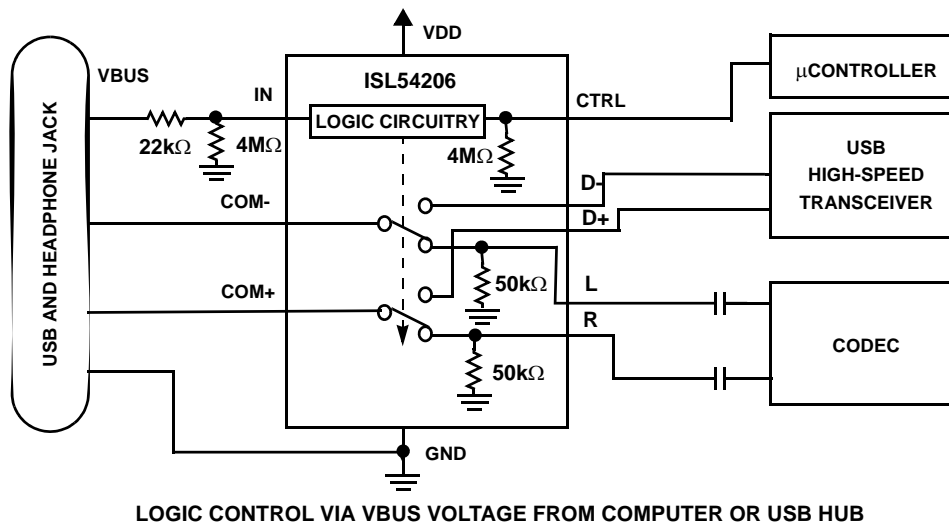 VDD
VBUS
ISL54206
μCONTROLLER
IN
CTRL
LOGIC CIRCUITRY
22kΩ
4MΩ
4MΩ
USB
HIGH-SPEED
TRANSCEIVER
D-
COM-
D+
USB AND HEADPHONE JACK
50kΩ
L
COM+
R
CODEC
50kΩ
GND
LOGIC CONTROL VIA VBUS VOLTAGE FROM COMPUTER OR USB HUB